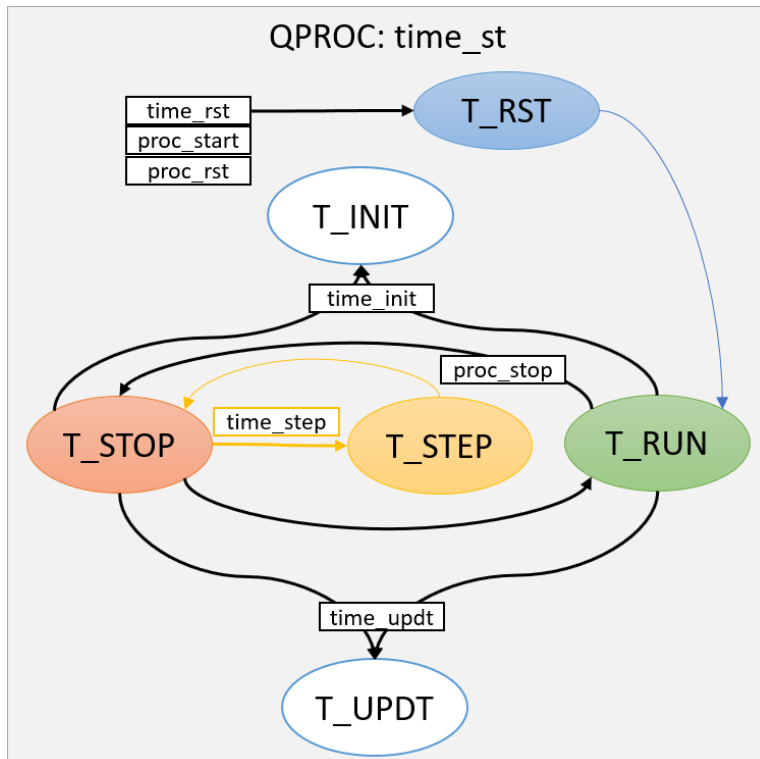 QPROC: time_st
time_rst
proc_start
proc_rst
T_RST
T_INIT
time_init
proc_stop
time_step
T_STOP
T_STEP
T_RUN
time_updt
T_UPDT